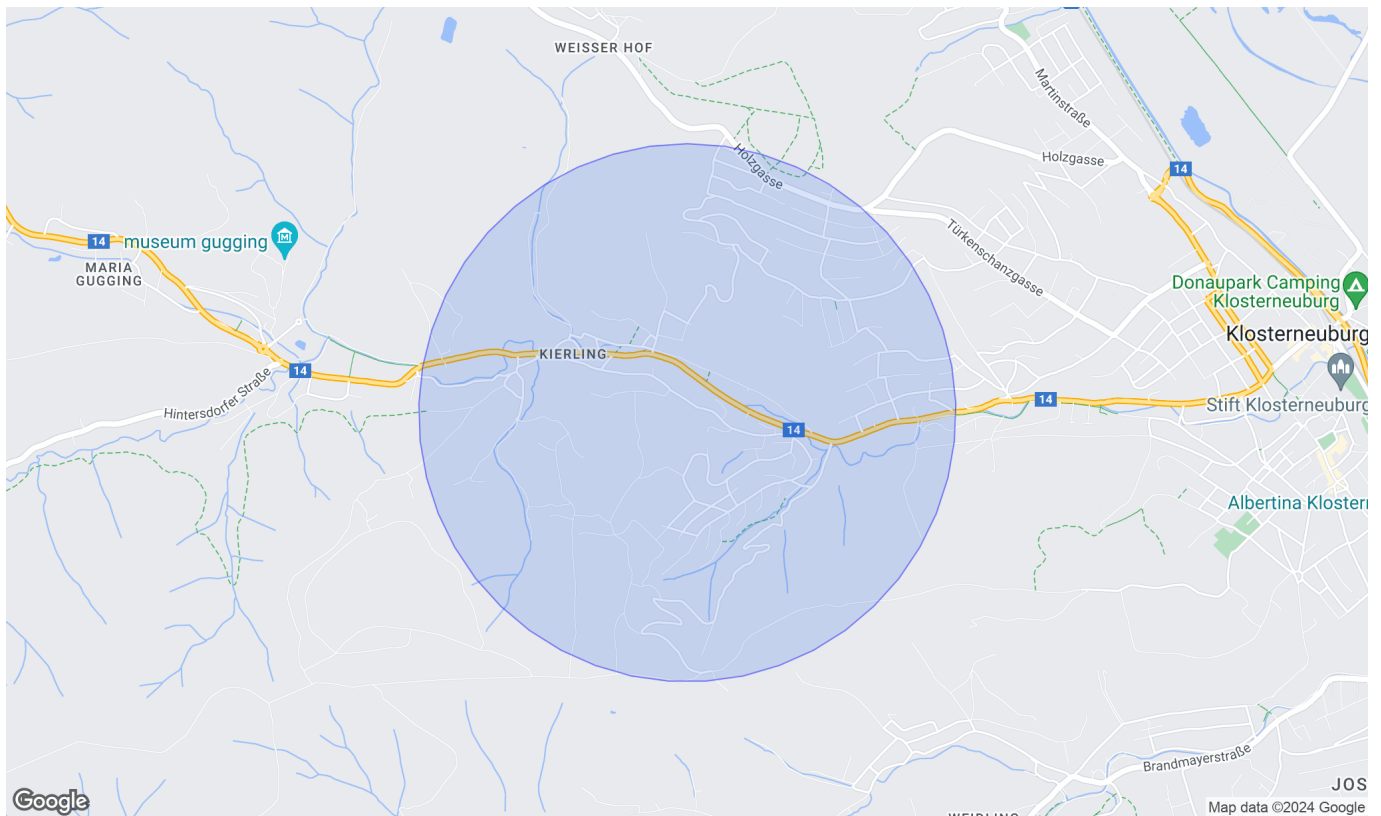 WEISSER HOF
Martinstraße
Holzgasse
Holzgasse
14
14
museum gugging
MARIA
GUGGING
Türkenschanzgasse
Donaupark Camping
Klosterneuburg
Klosterneuburg
KIERLING
14
Hintersdorfer Straße
14
14
Stift Klosterneuburg
Albertina Klostern
Brandmayerstraße
JOS
WEIDLING
Google
Map data ©2024 Google